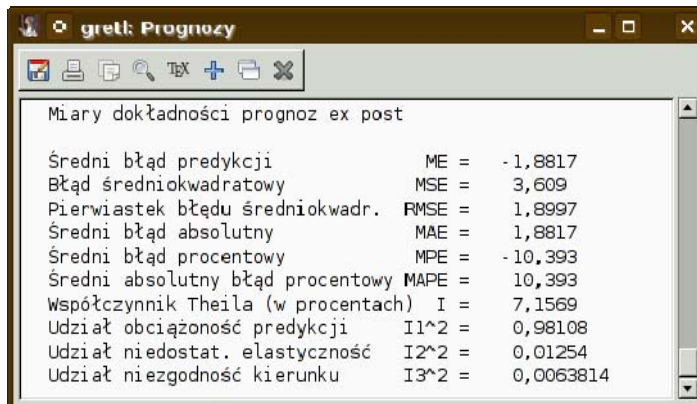 gretl: Prognozy
TEX
Miary dokładności prognoz ex post
Średni błąd predykcji ME = -1,8817
Błąd średniokwadratowy MSE = 3,609
Pierwiastek błędu średniokwadr. RMSE = 1,8997
Średni błąd absolutny MAE = 1,8817
Średni błąd procentowy MPE = -10,393
Średni absolutny błąd procentowy MAPE = 10,393
Współczynnik Theila (w procentach) I = 7,1569
Udział obciążoność predykcji I1^2 = 0,98108
Udział niedostat. elastyczność I2^2 = 0,01254
Udział niezgodność kierunku I3^2 = 0,0063814